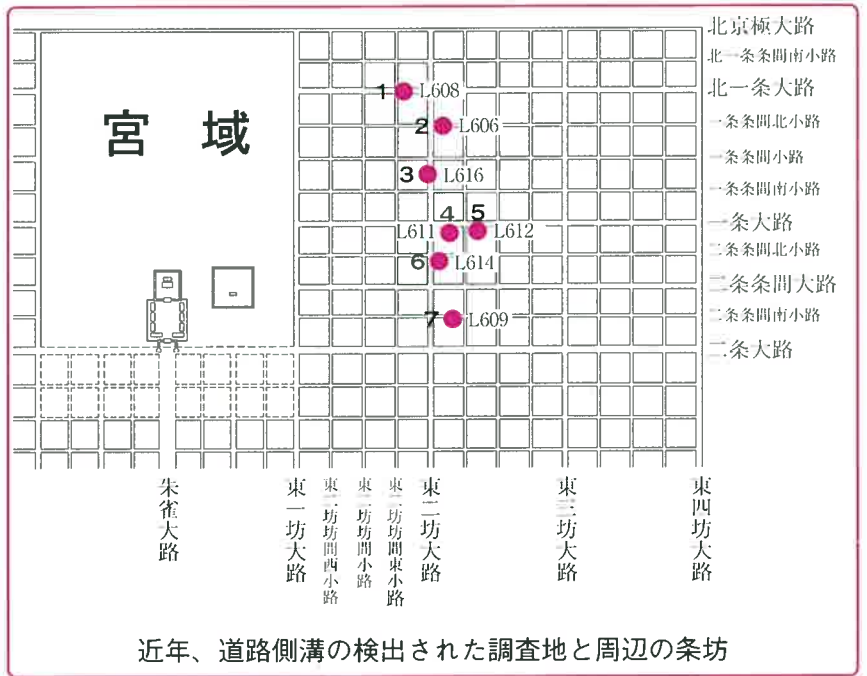 北京極大路
北一条条間南小路
北一条大路
一条条間北小路
一条条間小路
一条条間南小路
一条大路
二条条間北小路
二条条間大路
二条条間南小路
二条大路
宮域
1 L608
2 L606
3 L616
4 L611
5 L612
6 L614
7 L609
朱雀大路
東一坊大路
東二坊坊間西小路
東二坊坊間小路
東二坊坊間東小路
東二坊大路
東三坊大路
東四坊大路
近年、道路側溝の検出された調査地と周辺の条坊